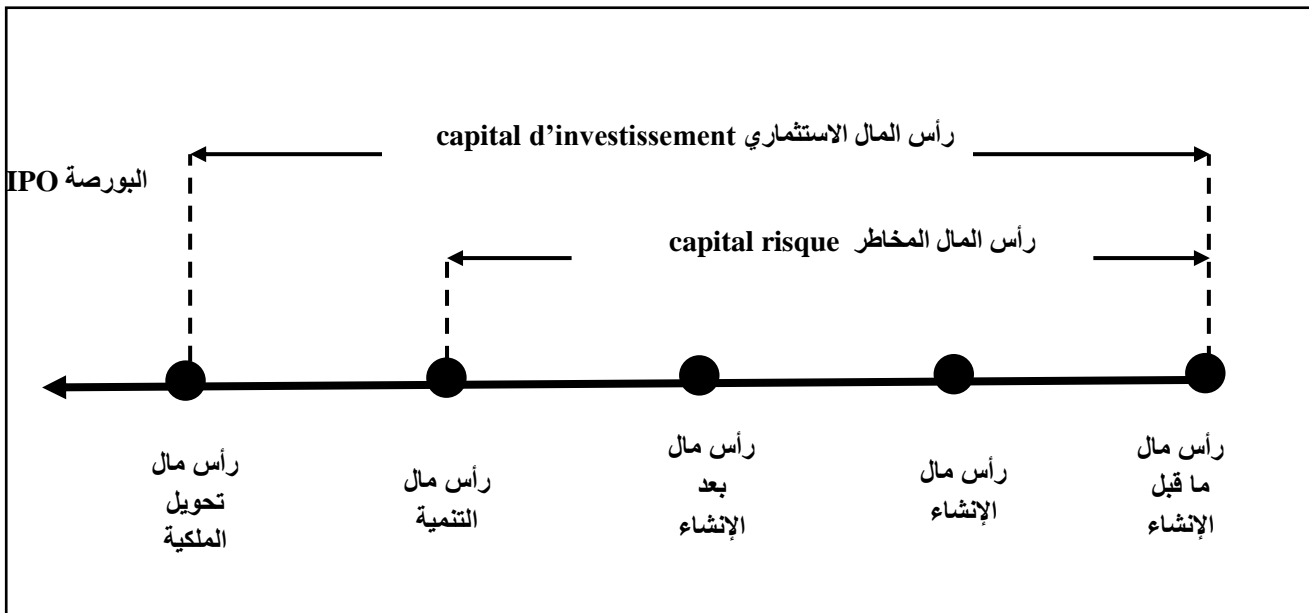 رأس المال الاستثماري capital d’investissement
البورصة IPO
رأس المال المخاطر capital risque
رأس مال
ما قبل
الإنشاء
رأس مال
الإنشاء
رأس مال
بعد
الإنشاء
رأس مال
التنمية
رأس مال
تحويل
الملكية